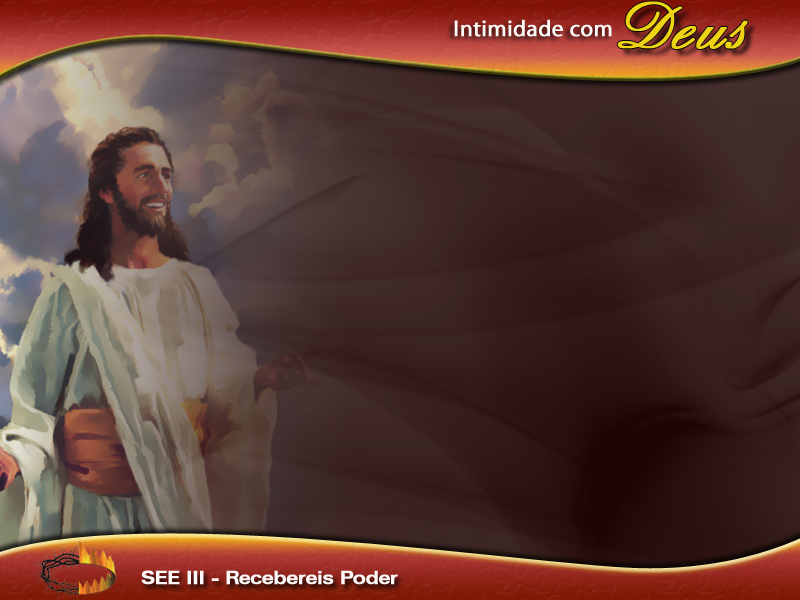 Intimidade com Deus
SEE III - Recebereis Poder